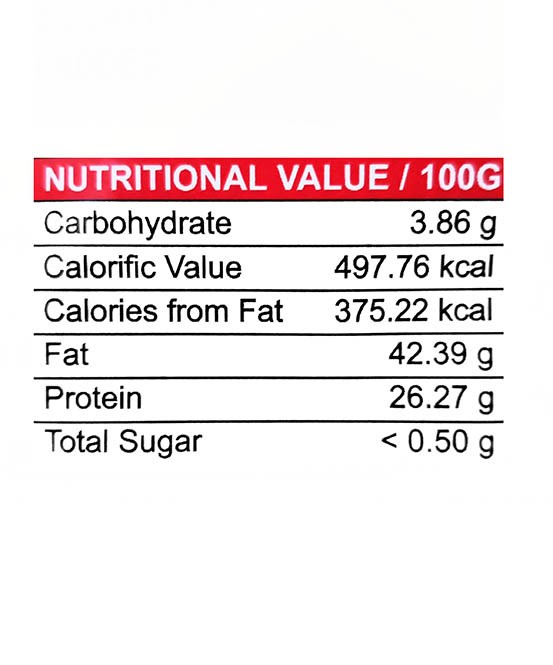 NUTRITIONAL VALUE / 100G
Carbohydrate 3.86 g
Calorific Value 497.76 kcal
Calories from Fat 375.22 kcal
Fat 42.39 g
Protein 26.27 g
Total Sugar < 0.50 g